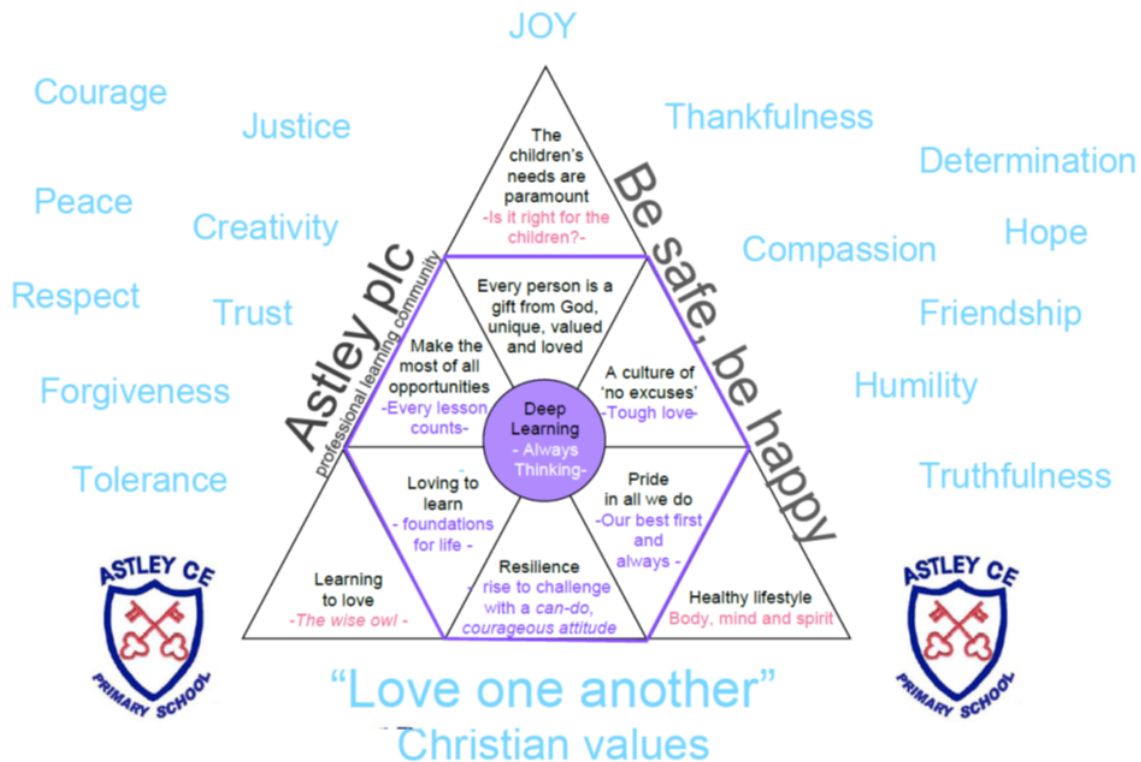 JOY
Courage
Justice
Thankfulness
Determination
Peace
Creativity
Compassion
Hope
Respect
Trust
Friendship
Forgiveness
Humility
Tolerance
Truthfulness
Astley plc
professional learning community
Be safe, be happy
The
children's
needs are
paramount
-Is it right for the
children?-
Every person is a
gift from God,
unique, valued
and loved
Make the
most of all
opportunities
-Every lesson
counts-
A culture of
'no excuses'
-Tough love-
Deep
Learning
- Always
Thinking-
Loving to
learn
- foundations
for life -
Pride
in all we do
-Our best first
and
always -
Learning
to love
-The wise owl -
Resilience
- rise to challenge
with a can-do,
courageous attitude
Healthy lifestyle
Body, mind and spirit
ASTLEY CE
PRIMARY SCHOOL
ASTLEY CE
PRIMARY SCHOOL
“Love one another”
Christian values